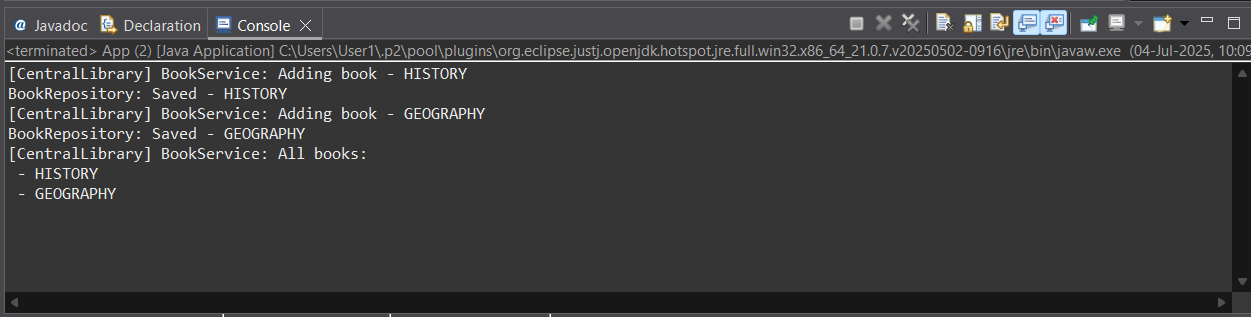 Javadoc Declaration Console
<terminated> App (2) [Java Application] C:\Users\User1\.p2\pool\plugins\org.eclipse.justj.openjdk.hotspot.jre.full.win32.x86_64_21.0.7.v20250502-0916\jre\bin\javaw.exe (04-Jul-2025, 10:09
[CentralLibrary] BookService: Adding book - HISTORY
BookRepository: Saved - HISTORY
[CentralLibrary] BookService: Adding book - GEOGRAPHY
BookRepository: Saved - GEOGRAPHY
[CentralLibrary] BookService: All books:
 - HISTORY
 - GEOGRAPHY